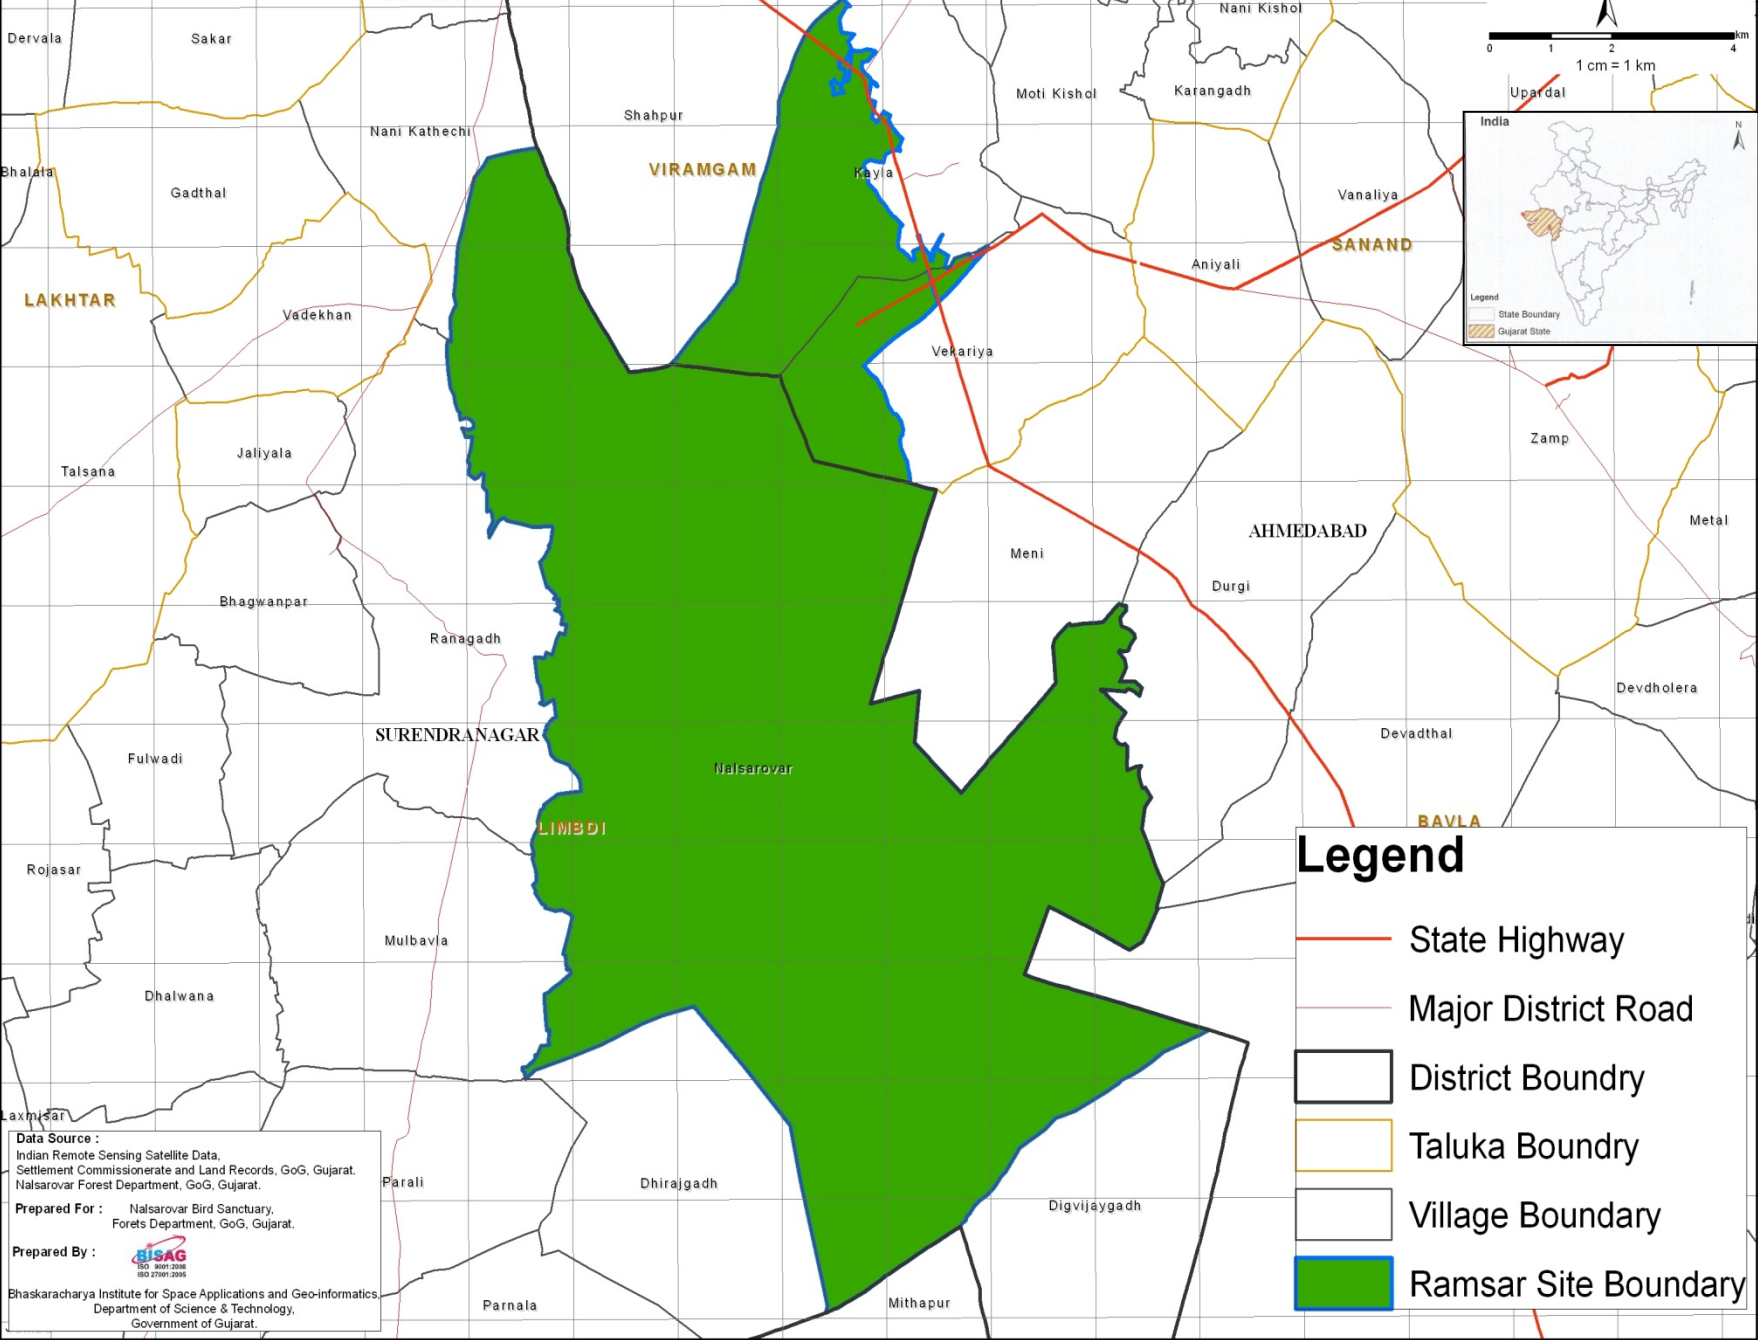 Nani Kishol
Dervala
Sakar
km
0 1 2 4
1 cm = 1 km
Moti Kishol
Karangadh
Upardal
Shahpur
Nani Kathechi
India
N
Bhalala
VIRAMGAM
Kayla
Gadthal
Vanaliya
SANAND
Aniyali
LAKHTAR
Vadekhan
Legend
State Boundary
Gujarat State
Vekariya
Zamp
Jaliyala
Talsana
Metal
AHMEDABAD
Meni
Durgi
Bhagwanpar
Ranagadh
Devdholera
SURENDRANAGAR
Devadthal
Fulwadi
Nalsarovar
LIMBDI
BAVLA
Rojasar
Mulbavla
Dhalwana
Laxmisar
Parali
Dhirajgadh
Digvijaygadh
Parnala
Mithapur
Legend
State Highway
Major District Road
District Boundry
Taluka Boundry
Village Boundary
Ramsar Site Boundary
Data Source :
Indian Remote Sensing Satellite Data,
Settlement Commissionerate and Land Records, GoG, Gujarat.
Nalsarovar Forest Department, GoG, Gujarat.
Prepared For : Nalsarovar Bird Sanctuary,
Forets Department, GoG, Gujarat.
Prepared By :
BISAG
ISO 9001:2008
ISO 27001:2005
Bhaskaracharya Institute for Space Applications and Geo-informatics,
Department of Science & Technology,
Government of Gujarat.